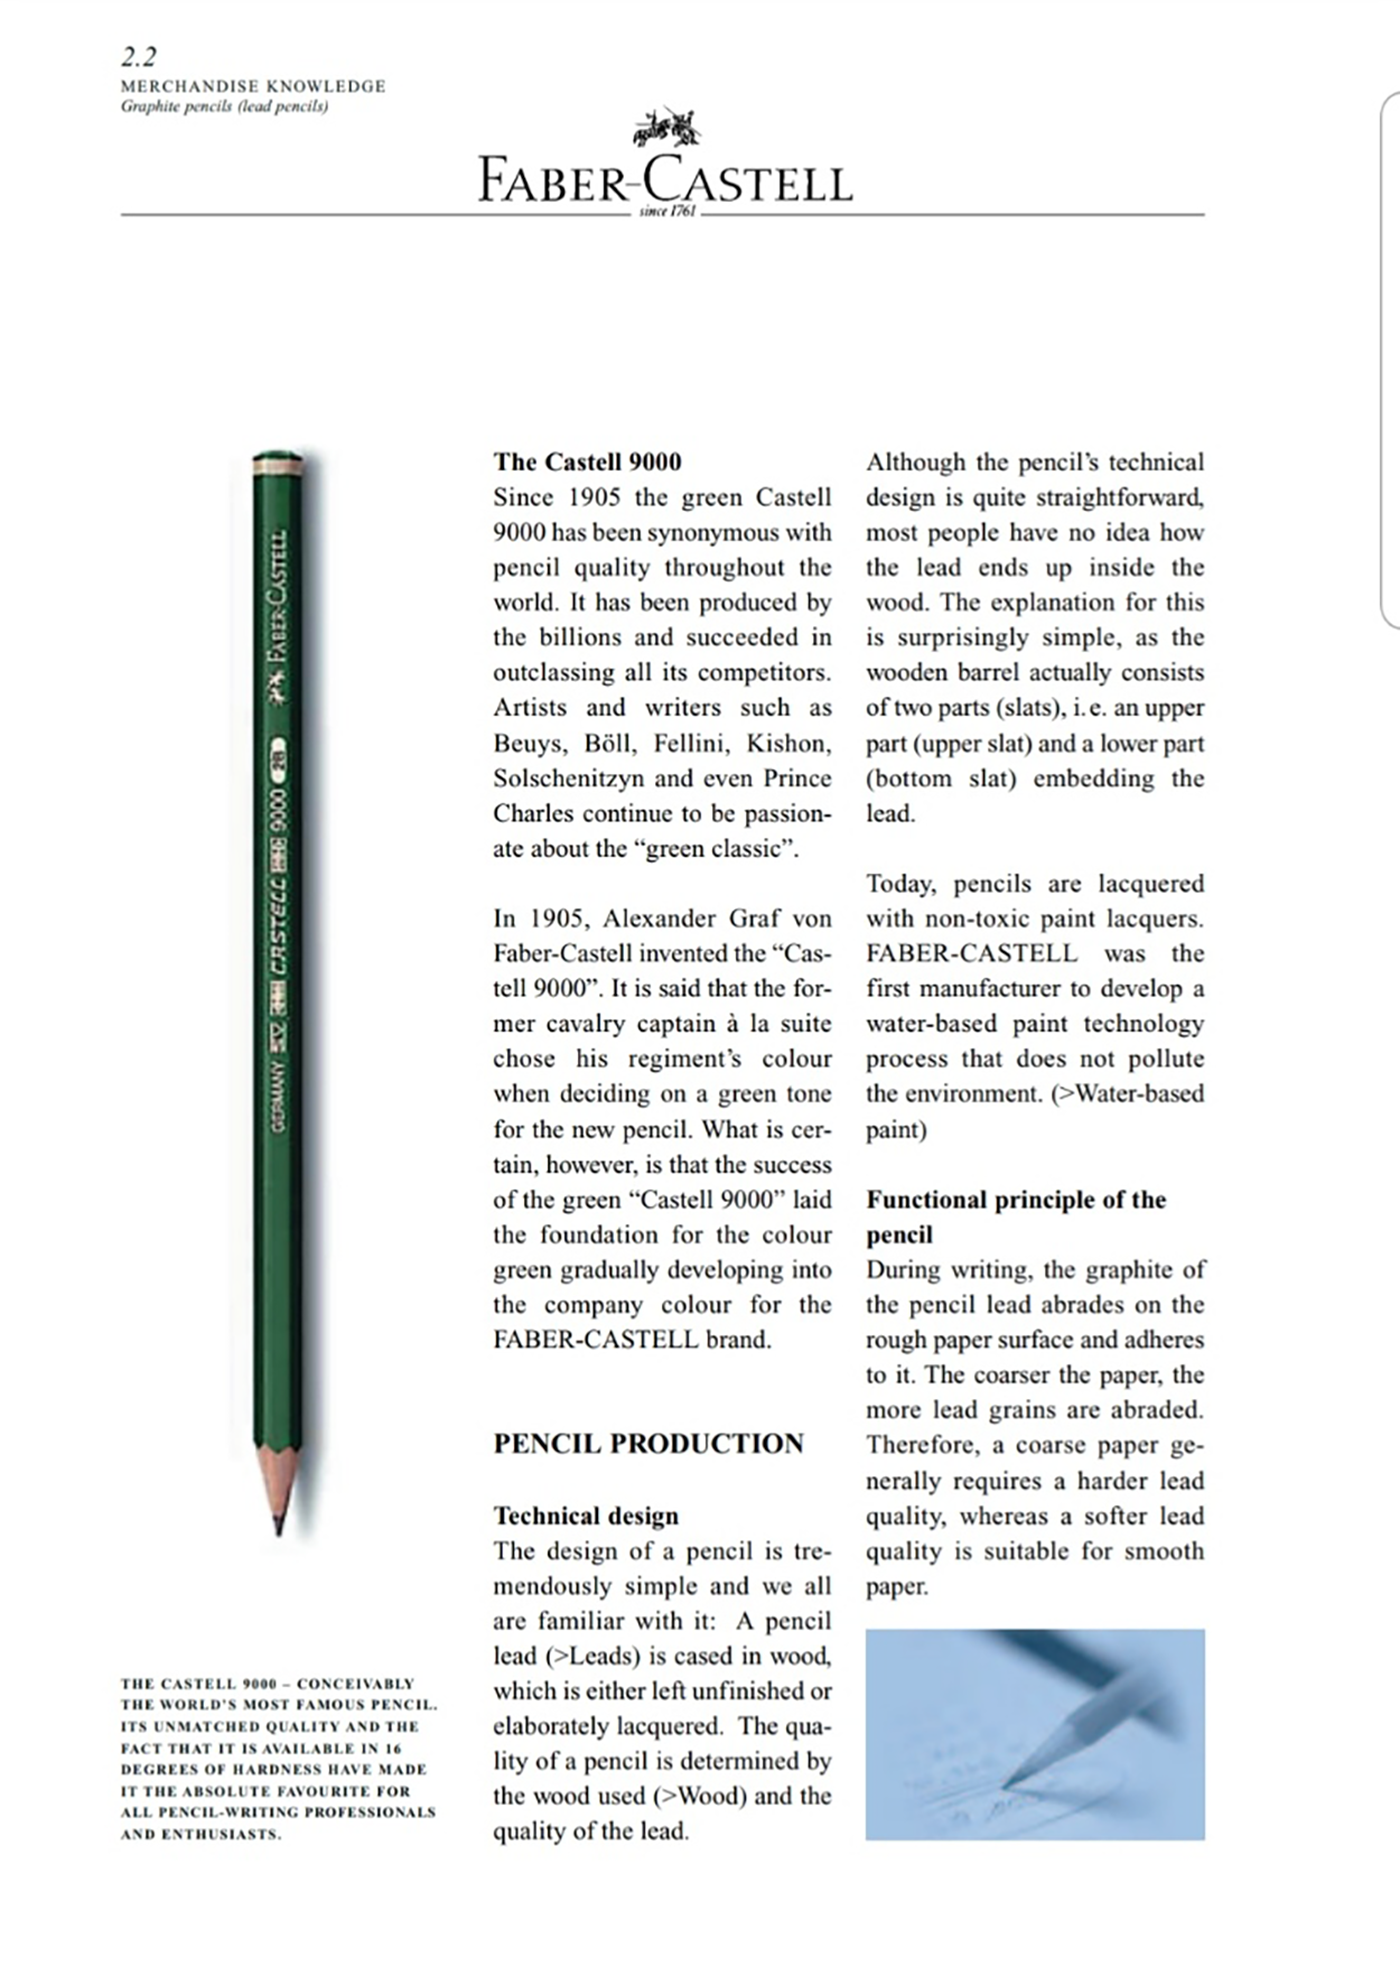 2.2
MERCHANDISE KNOWLEDGE
Graphite pencils (lead pencils)
FABER-CASTELL
since 1761
FABER-CASTELL
2B
9000
CASTELL
GERMANY
THE CASTELL 9000 – CONCEIVABLY
THE WORLD'S MOST FAMOUS PENCIL.
ITS UNMATCHED QUALITY AND THE
FACT THAT IT IS AVAILABLE IN 16
DEGREES OF HARDNESS HAVE MADE
IT THE ABSOLUTE FAVOURITE FOR
ALL PENCIL-WRITING PROFESSIONALS
AND ENTHUSIASTS.
The Castell 9000
Since 1905 the green Castell
9000 has been synonymous with
pencil quality throughout the
world. It has been produced by
the billions and succeeded in
outclassing all its competitors.
Artists and writers such as
Beuys, Böll, Fellini, Kishon,
Solschenitzyn and even Prince
Charles continue to be passion-
ate about the “green classic”.
In 1905, Alexander Graf von
Faber-Castell invented the “Cas-
tell 9000”. It is said that the for-
mer cavalry captain à la suite
chose his regiment’s colour
when deciding on a green tone
for the new pencil. What is cer-
tain, however, is that the success
of the green “Castell 9000” laid
the foundation for the colour
green gradually developing into
the company colour for the
FABER-CASTELL brand.
PENCIL PRODUCTION
Technical design
The design of a pencil is tre-
mendously simple and we all
are familiar with it: A pencil
lead (>Leads) is cased in wood,
which is either left unfinished or
elaborately lacquered. The qua-
lity of a pencil is determined by
the wood used (>Wood) and the
quality of the lead.
Although the pencil’s technical
design is quite straightforward,
most people have no idea how
the lead ends up inside the
wood. The explanation for this
is surprisingly simple, as the
wooden barrel actually consists
of two parts (slats), i.e. an upper
part (upper slat) and a lower part
(bottom slat) embedding the
lead.
Today, pencils are lacquered
with non-toxic paint lacquers.
FABER-CASTELL was the
first manufacturer to develop a
water-based paint technology
process that does not pollute
the environment. (>Water-based
paint)
Functional principle of the
pencil
During writing, the graphite of
the pencil lead abrades on the
rough paper surface and adheres
to it. The coarser the paper, the
more lead grains are abraded.
Therefore, a coarse paper ge-
nerally requires a harder lead
quality, whereas a softer lead
quality is suitable for smooth
paper.